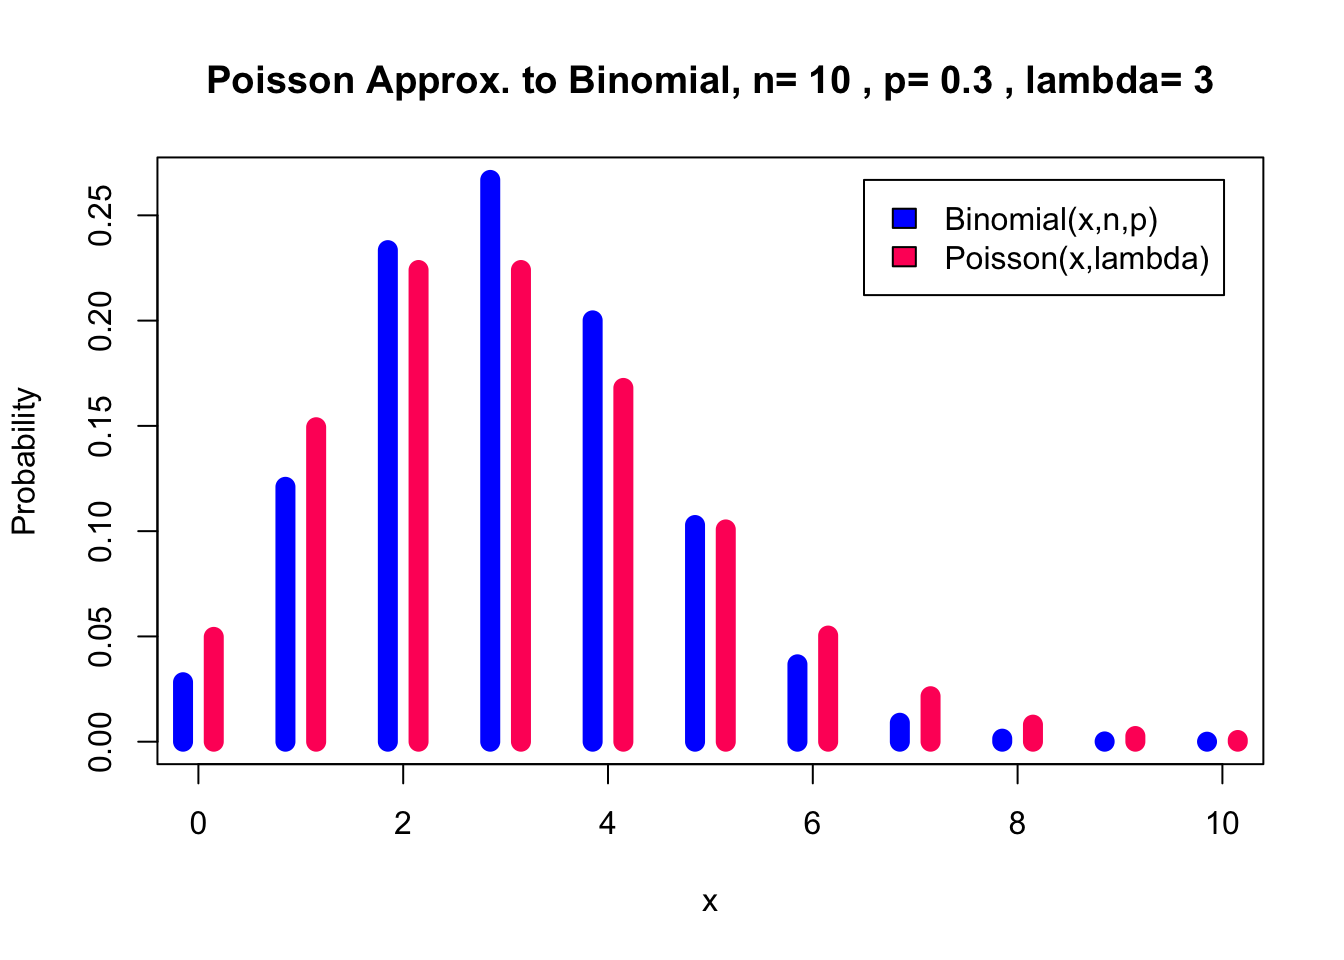 Poisson Approx. to Binomial, n= 10 , p= 0.3 , lambda= 3
Binomial(x,n,p)
Poisson(x,lambda)
Probability
0.25
0.20
0.15
0.10
0.05
0.00
0 2 4 6 8 10
x